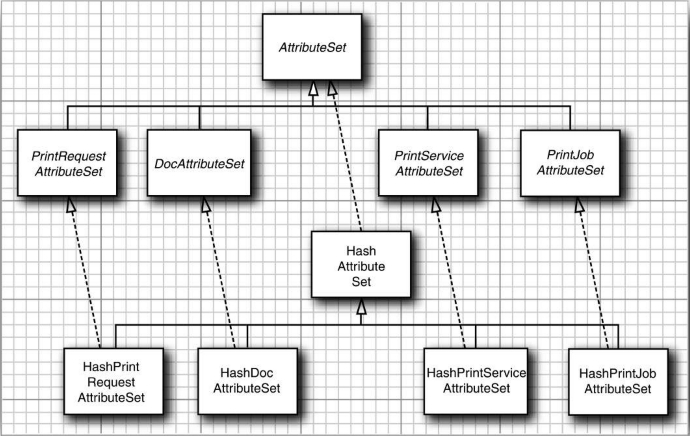 AttributeSet
PrintRequest
AttributeSet
DocAttributeSet
PrintService
AttributeSet
PrintJob
AttributeSet
Hash
Attribute
Set
HashPrint
Request
AttributeSet
HashDoc
AttributeSet
HashPrintService
AttributeSet
HashPrintJob
AttributeSet